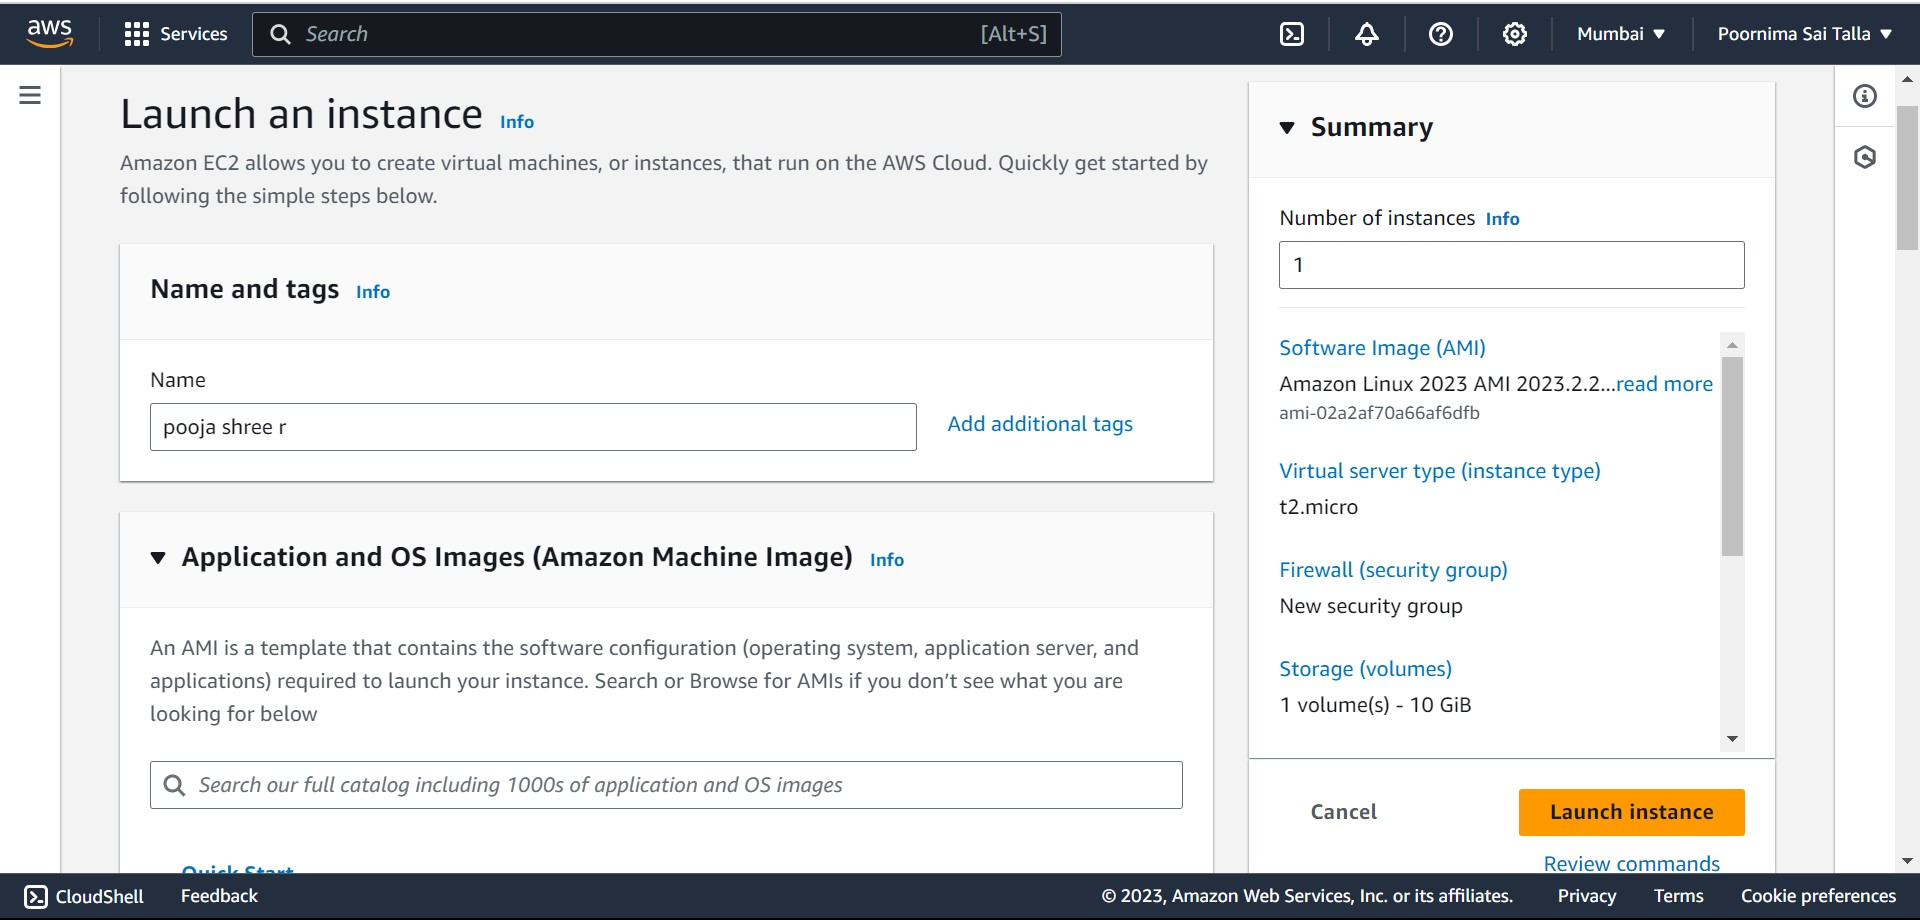 aws
Services
Search
[Alt+S]
Mumbai
Poornima Sai Talla
Launch an instance Info
Amazon EC2 allows you to create virtual machines, or instances, that run on the AWS Cloud. Quickly get started by
following the simple steps below.
Name and tags Info
Name
pooja shree r
Add additional tags
Application and OS Images (Amazon Machine Image) Info
An AMI is a template that contains the software configuration (operating system, application server, and
applications) required to launch your instance. Search or Browse for AMIs if you don’t see what you are
looking for below
Search our full catalog including 1000s of application and OS images
Quick Start
Summary
Number of instances Info
1
Software Image (AMI)
Amazon Linux 2023 AMI 2023.2.2...read more
ami-02a2af70a66af6dfb
Virtual server type (instance type)
t2.micro
Firewall (security group)
New security group
Storage (volumes)
1 volume(s) - 10 GiB
Cancel
Launch instance
Review commands
CloudShell
Feedback
© 2023, Amazon Web Services, Inc. or its affiliates.
Privacy
Terms
Cookie preferences